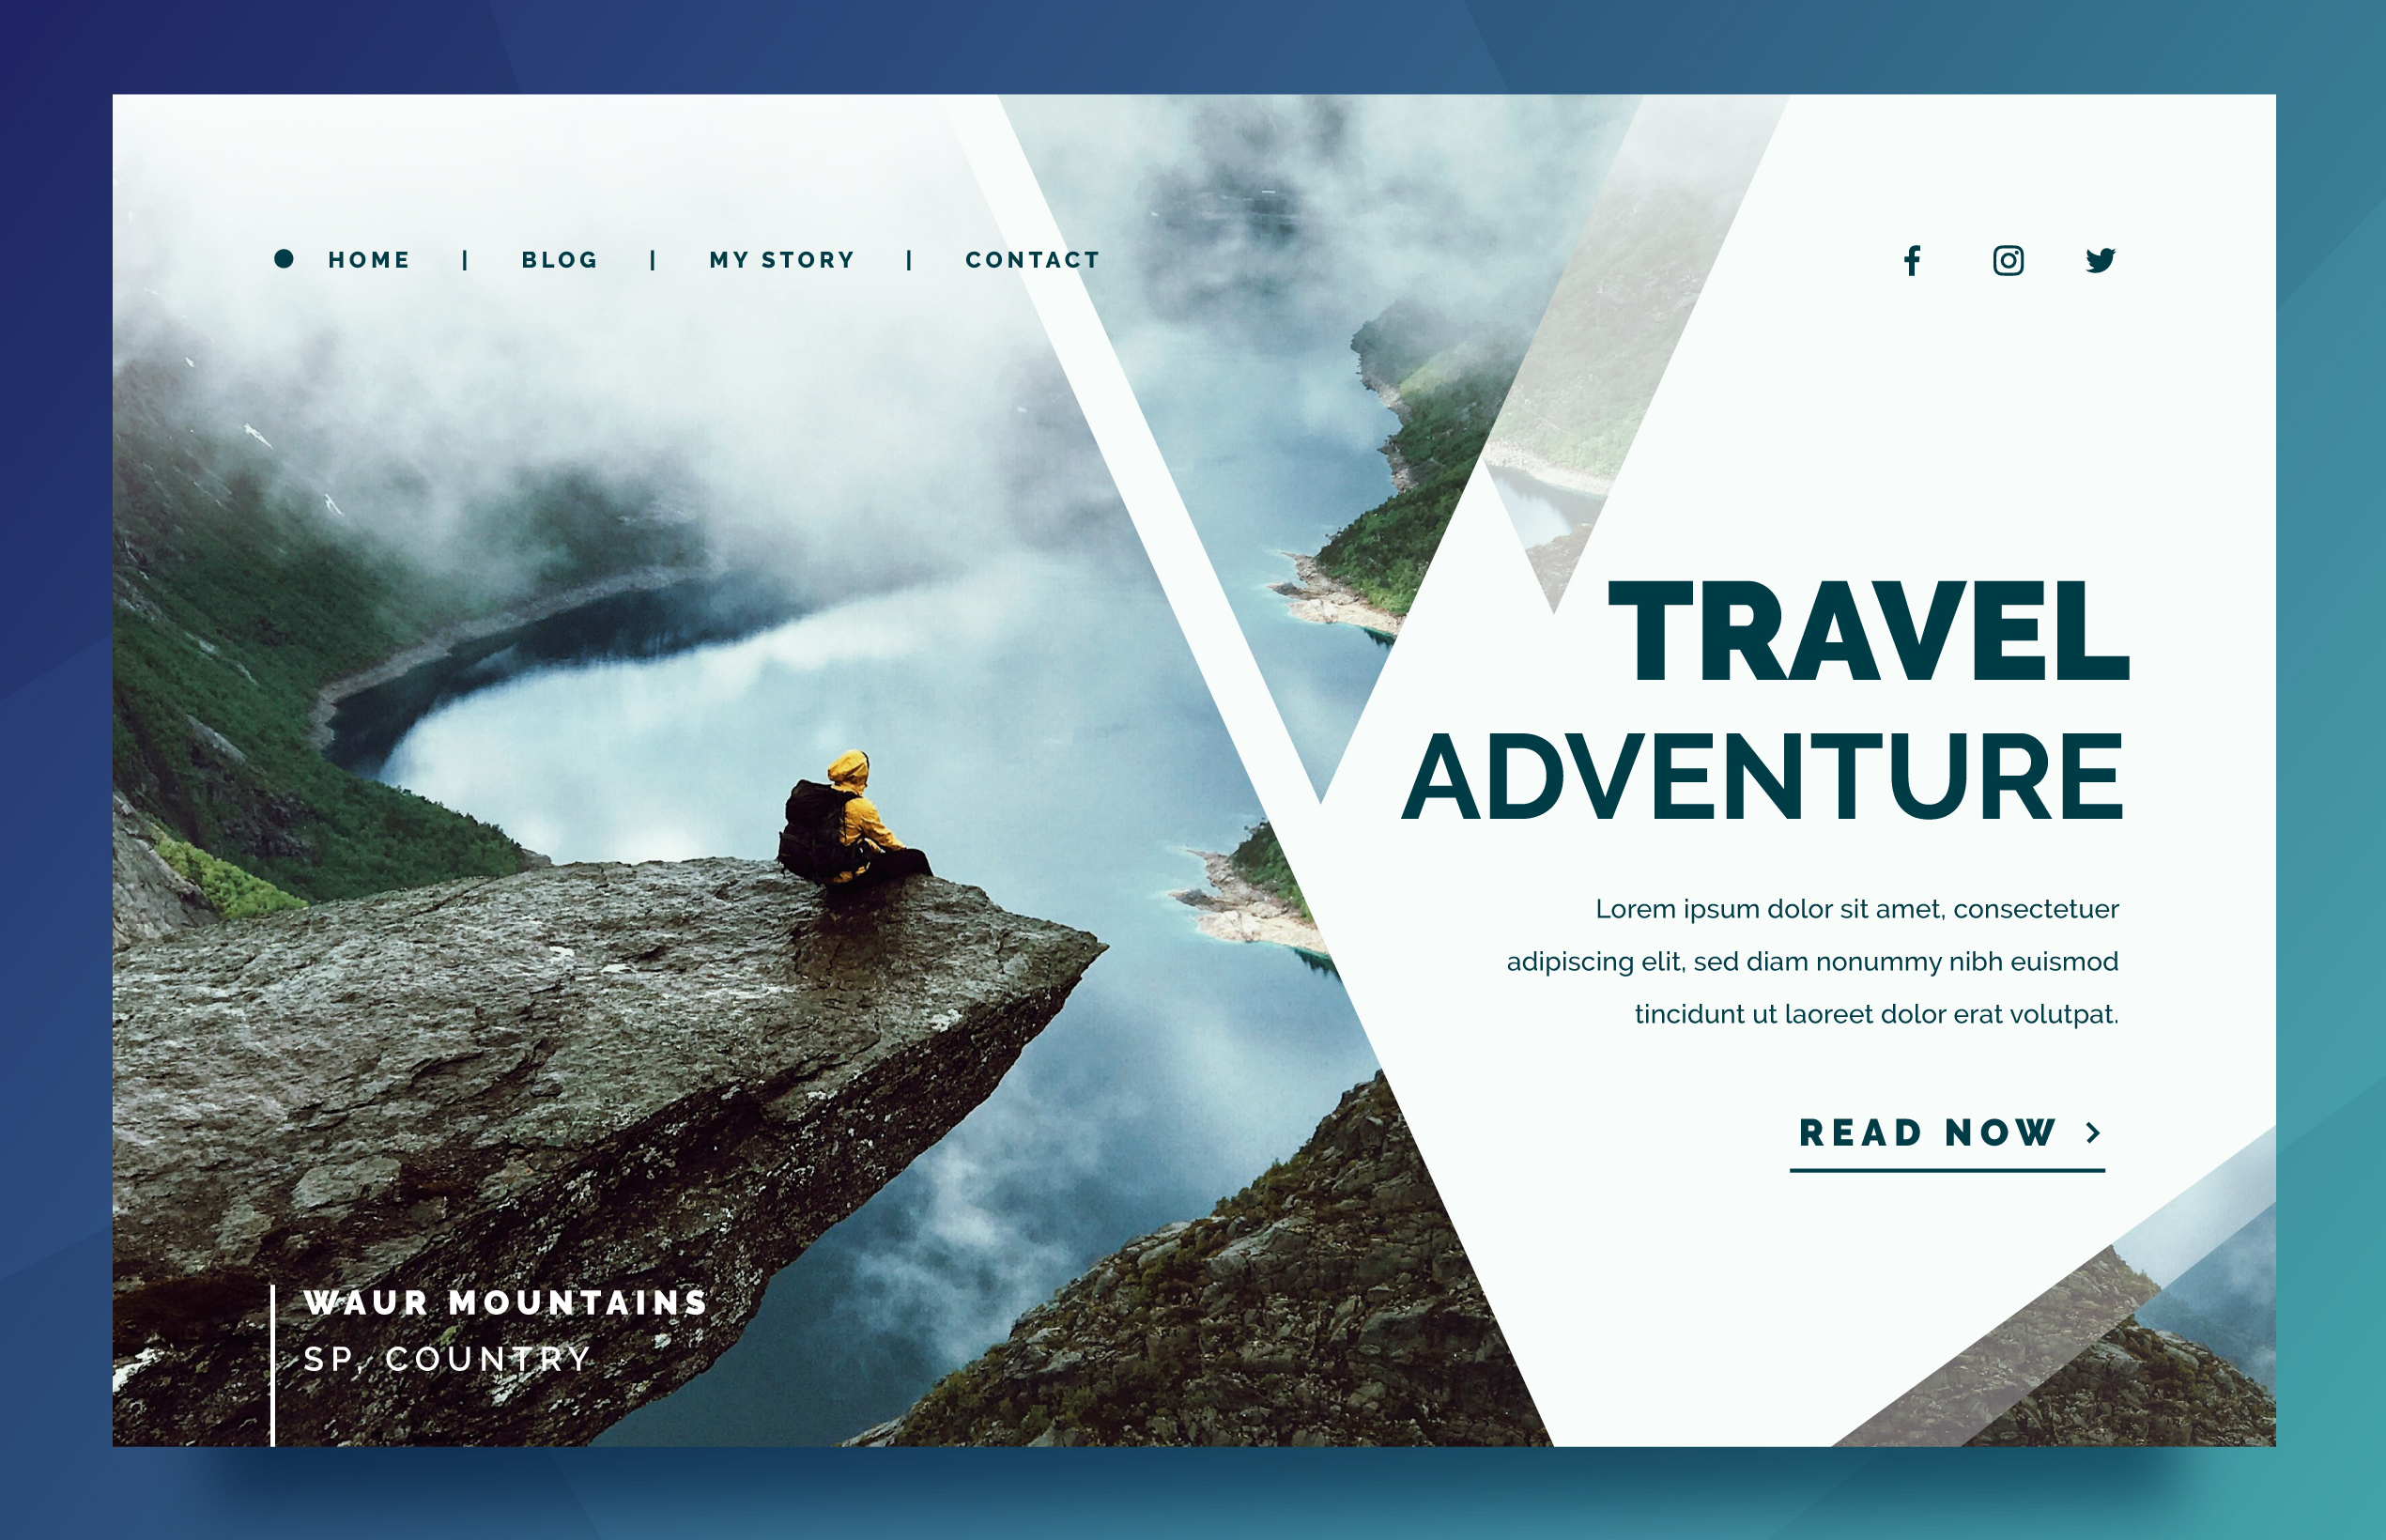 HOME | BLOG | MY STORY | CONTACT
TRAVEL
ADVENTURE
Lorem ipsum dolor sit amet, consectetuer
adipiscing elit, sed diam nonummy nibh euismod
tincidunt ut laoreet dolor erat volutpat.
READ NOW >
WAUR MOUNTAINS
SP, COUNTRY